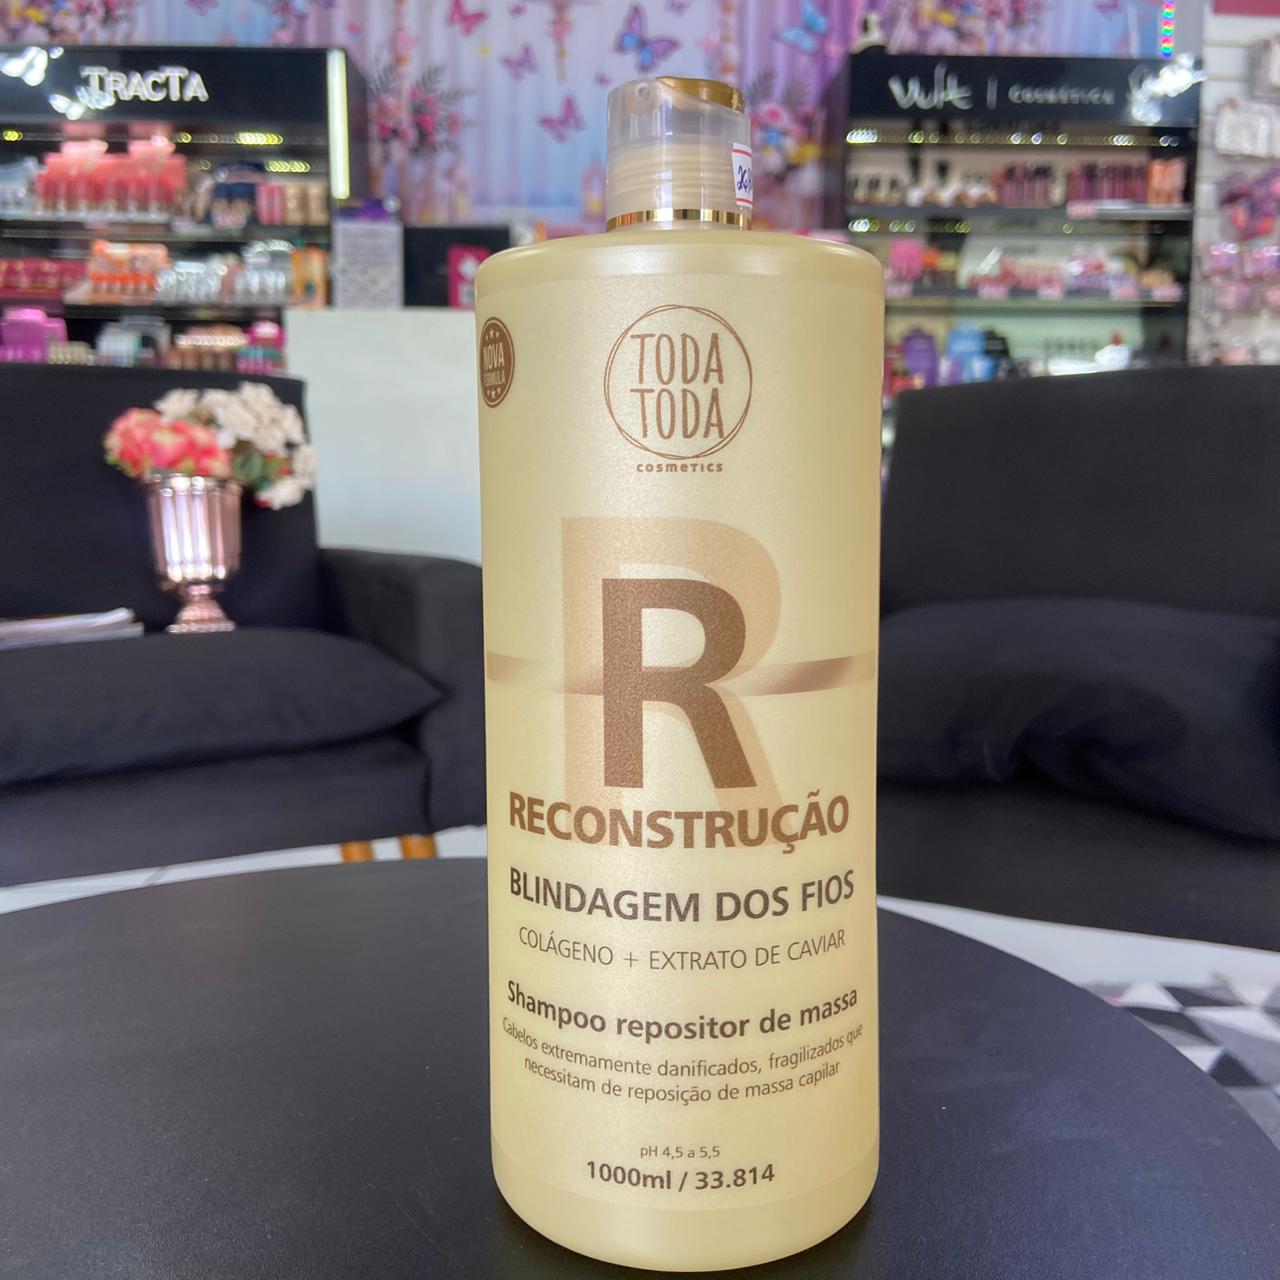 TRACTA
Vult | COSMÉTICA
NOVA
FÓRMULA
TODA
TODA
cosmetics
R
RECONSTRUÇÃO
BLINDAGEM DOS FIOS
COLÁGENO + EXTRATO DE CAVIAR
Shampoo repositor de massa
Cabelos extremamente danificados, fragilizados que
necessitam de reposição de massa capilar
pH 4,5 a 5,5
1000ml / 33.814